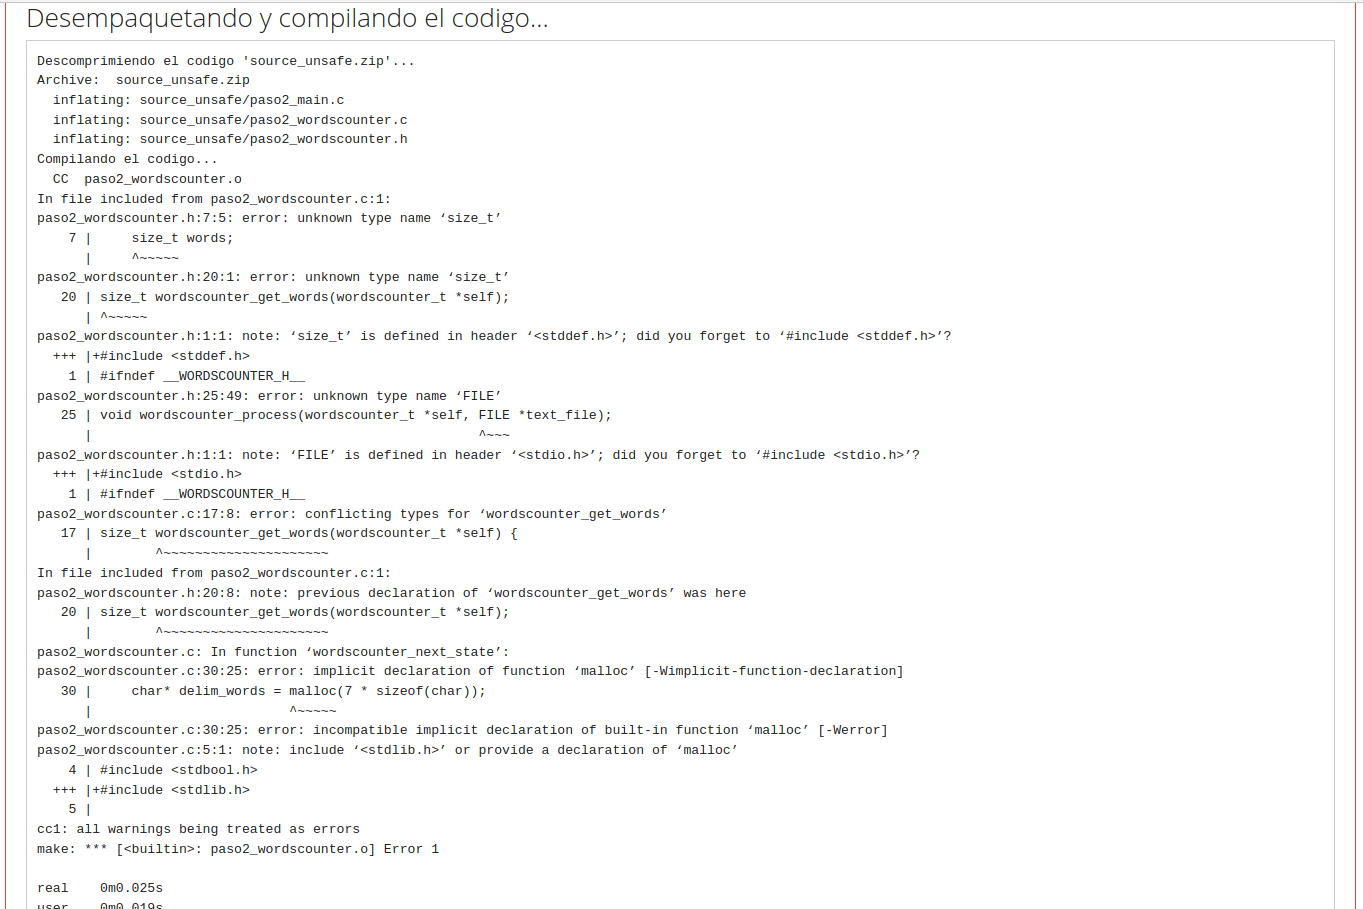 Desempaquetando y compilando el codigo...
Descomprimiendo el codigo 'source_unsafe.zip'...
Archive:  source_unsafe.zip
  inflating: source_unsafe/paso2_main.c
  inflating: source_unsafe/paso2_wordscounter.c
  inflating: source_unsafe/paso2_wordscounter.h
Compilando el codigo...
  CC  paso2_wordscounter.o
In file included from paso2_wordscounter.c:1:
paso2_wordscounter.h:7:5: error: unknown type name ‘size_t’
    7 |     size_t words;
      |     ^~~~~~
paso2_wordscounter.h:20:1: error: unknown type name ‘size_t’
   20 | size_t wordscounter_get_words(wordscounter_t *self);
      | ^~~~~~
paso2_wordscounter.h:1:1: note: ‘size_t’ is defined in header ‘<stddef.h>’; did you forget to ‘#include <stddef.h>’?
  +++ |+#include <stddef.h>
    1 | #ifndef __WORDSCOUNTER_H__
paso2_wordscounter.h:25:49: error: unknown type name ‘FILE’
   25 | void wordscounter_process(wordscounter_t *self, FILE *text_file);
      |                                                 ^~~~
paso2_wordscounter.h:1:1: note: ‘FILE’ is defined in header ‘<stdio.h>’; did you forget to ‘#include <stdio.h>’?
  +++ |+#include <stdio.h>
    1 | #ifndef __WORDSCOUNTER_H__
paso2_wordscounter.c:17:8: error: conflicting types for ‘wordscounter_get_words’
   17 | size_t wordscounter_get_words(wordscounter_t *self) {
      |        ^~~~~~~~~~~~~~~~~~~~~~
In file included from paso2_wordscounter.c:1:
paso2_wordscounter.h:20:8: note: previous declaration of ‘wordscounter_get_words’ was here
   20 | size_t wordscounter_get_words(wordscounter_t *self);
      |        ^~~~~~~~~~~~~~~~~~~~~~
paso2_wordscounter.c: In function ‘wordscounter_next_state’:
paso2_wordscounter.c:30:25: error: implicit declaration of function ‘malloc’ [-Wimplicit-function-declaration]
   30 |     char* delim_words = malloc(7 * sizeof(char));
      |                         ^~~~~~
paso2_wordscounter.c:30:25: error: incompatible implicit declaration of built-in function ‘malloc’ [-Werror]
paso2_wordscounter.c:5:1: note: include ‘<stdlib.h>’ or provide a declaration of ‘malloc’
    4 | #include <stdbool.h>
  +++ |+#include <stdlib.h>
    5 |
cc1: all warnings being treated as errors
make: *** [<builtin>: paso2_wordscounter.o] Error 1
real    0m0.025s
user    0m0.019s